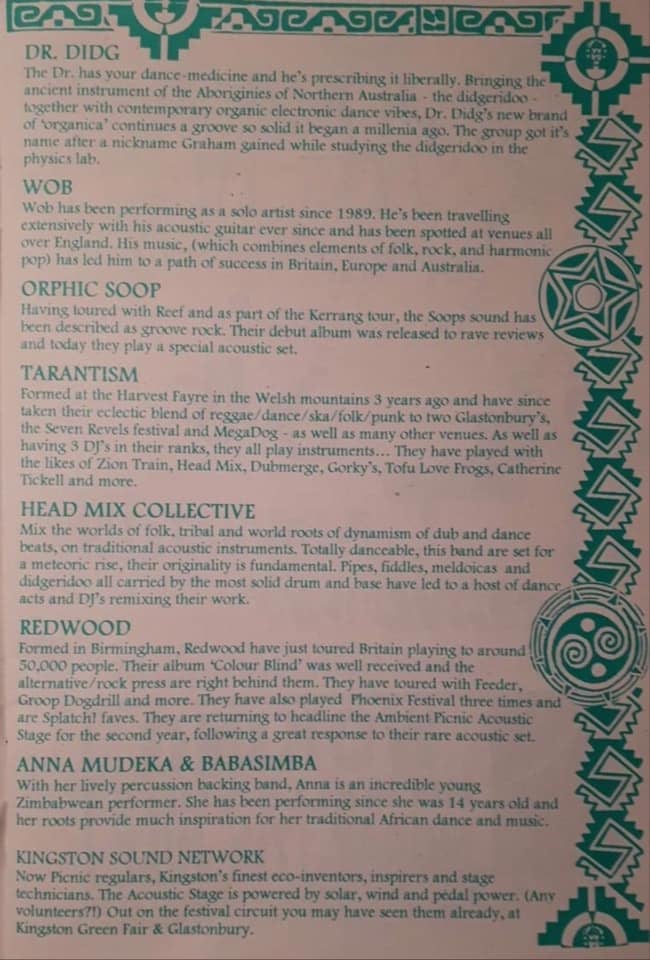 DR. DIDG
The Dr. has your dance-medicine and he's prescribing it liberally. Bringing the
ancient instrument of the Aboriginies of Northern Australia - the didgeridoo -
together with contemporary organic electronic dance vibes, Dr. Didg's new brand
of 'organica' continues a groove so solid it began a millenia ago. The group got it's
name after a nickname Graham gained while studying the didgeridoo in the
physics lab.
WOB
Wob has been performing as a solo artist since 1989. He's been travelling
extensively with his acoustic guitar ever since and has been spotted at venues all
over England. His music, (which combines elements of folk, rock, and harmonic
pop) has led him to a path of success in Britain, Europe and Australia.
ORPHIC SOOP
Having toured with Reef and as part of the Kerrang tour, the Soops sound has
been described as groove rock. Their debut album was released to rave reviews
and today they play a special acoustic set.
TARANTISM
Formed at the Harvest Fayre in the Welsh mountains 3 years ago and have since
taken their eclectic blend of reggae/dance/ska/folk/punk to two Glastonbury's,
the Seven Revels festival and MegaDog - as well as many other venues. As well as
having 3 DJ's in their ranks, they all play instruments... They have played with
the likes of Zion Train, Head Mix, Dubmerge, Gorky's, Tofu Love Frogs, Catherine
Tickell and more.
HEAD MIX COLLECTIVE
Mix the worlds of folk, tribal and world roots of dynamism of dub and dance
beats, on traditional acoustic instruments. Totally danceable, this band are set for
a meteoric rise, their originality is fundamental. Pipes, fiddles, meldoicas and
didgeridoo all carried by the most solid drum and base have led to a host of dance
acts and DJ's remixing their work.
REDWOOD
Formed in Birmingham, Redwood have just toured Britain playing to around
50,000 people. Their album 'Colour Blind' was well received and the
alternative/rock press are right behind them. They have toured with Feeder,
Groop Dogdrill and more. They have also played Phoenix Festival three times and
are Splatch! faves. They are returning to headline the Ambient Picnic Acoustic
Stage for the second year, following a great response to their rare acoustic set.
ANNA MUDEKA & BABASIMBA
With her lively percussion backing band, Anna is an incredible young
Zimbabwean performer. She has been performing since she was 14 years old and
her roots provide much inspiration for her traditional African dance and music.
KINGSTON SOUND NETWORK
Now Picnic regulars, Kingston's finest eco-inventors, inspirers and stage
technicians. The Acoustic Stage is powered by solar, wind and pedal power. (Any
volunteers?!) Out on the festival circuit you may have seen them already, at
Kingston Green Fair & Glastonbury.